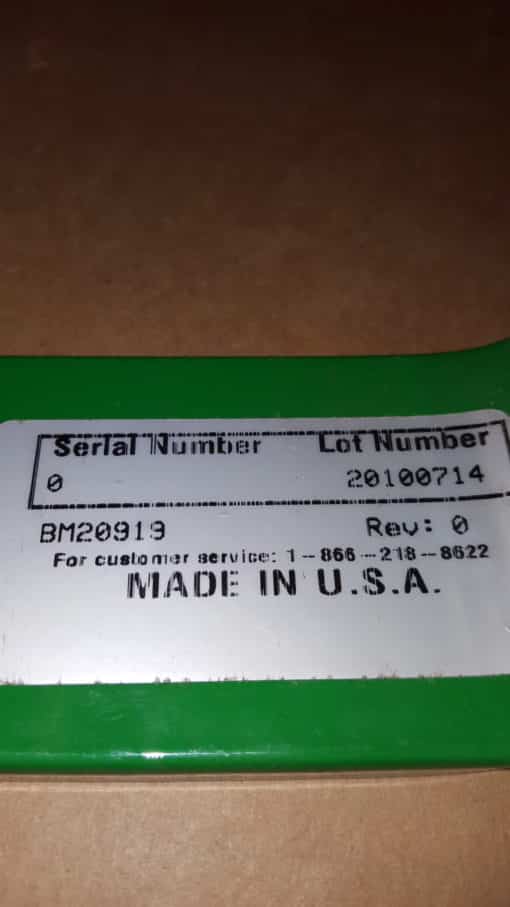 Serial Number Lot Number
0 20100714
BM20919 Rev: 0
For customer service: 1-866-218-8622
MADE IN U.S.A.